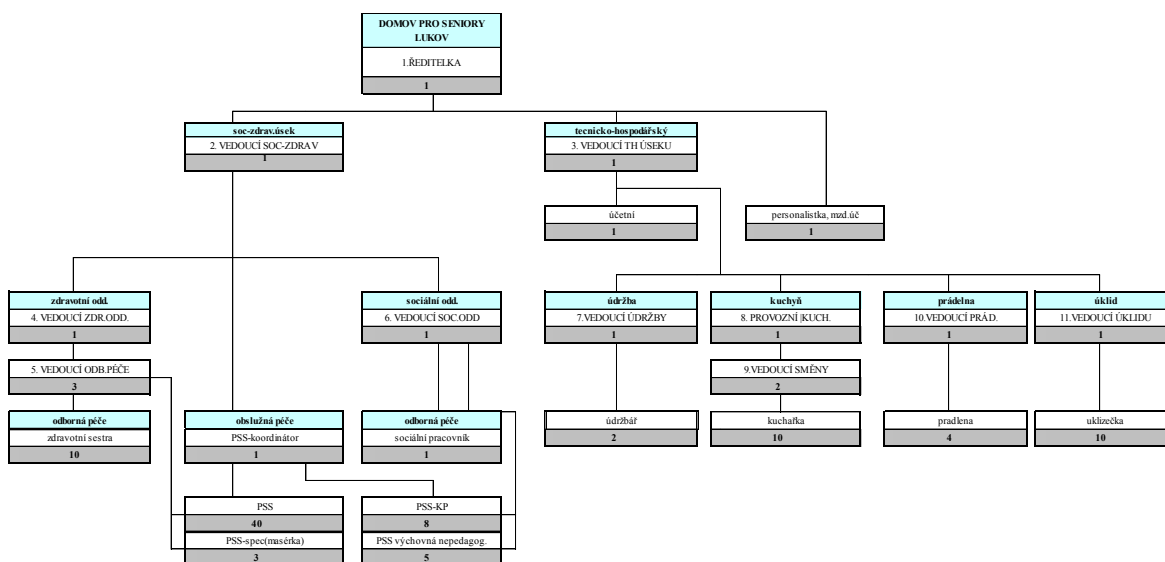 DOMOV PRO SENIORY
LUKOV
1.ŘEDITELKA
1
soc-zdrav.úsek
2. VEDOUCÍ SOC-ZDRAV
1
tecnicko-hospodářský
3. VEDOUCÍ TH ÚSEKU
1
účetní
1
personalistka, mzd.úč
1
zdravotní odd.
4. VEDOUCÍ ZDR.ODD.
1
5. VEDOUCÍ ODB.PÉČE
3
odborná péče
zdravotní sestra
10
obslužná péče
PSS-koordinátor
1
sociální odd.
6. VEDOUCÍ SOC.ODD
1
odborná péče
sociální pracovník
1
PSS
40
PSS-spec(masérka)
3
PSS-KP
8
PSS výchovná nepedagog.
5
údržba
7.VEDOUCÍ ÚDRŽBY
1
údržbář
2
kuchyň
8. PROVOZNÍ |KUCH.
1
9.VEDOUCÍ SMĚNY
2
kuchařka
10
prádelna
10.VEDOUCÍ PRÁD.
1
pradlena
4
úklid
11.VEDOUCÍ ÚKLIDU
1
uklizečka
10